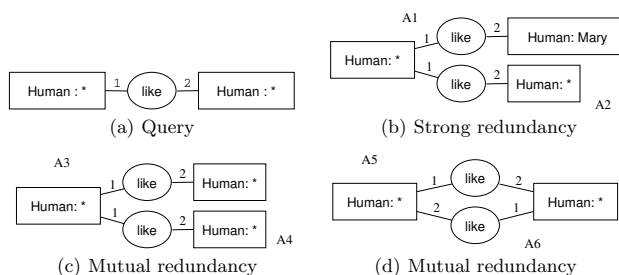 Human : * 1 like 2 Human : *
(a) Query
A1
Human: * 1 like 2 Human: Mary
1 like 2 Human: *
A2
(b) Strong redundancy
A3
Human: * 1 like 2 Human: *
1 like 2 Human: *
A4
(c) Mutual redundancy
A5
Human: * 1 like 2 Human: *
2 like 1
A6
(d) Mutual redundancy